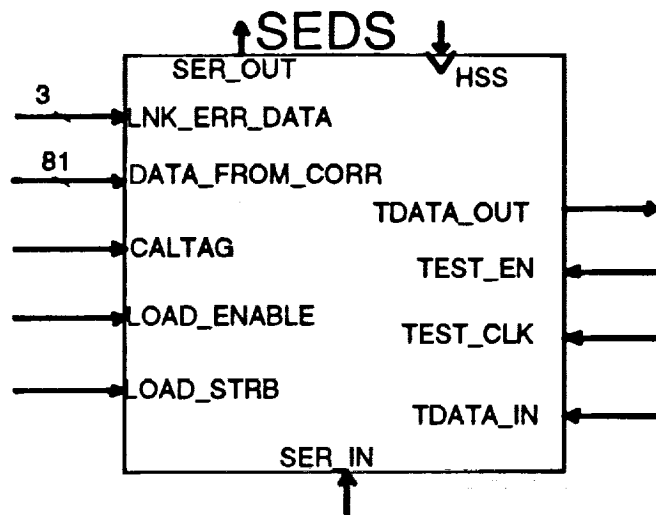 SEDS
SER_OUT
HSS
3
LNK_ERR_DATA
81
DATA_FROM_CORR
TDATA_OUT
CALTAG
TEST_EN
LOAD_ENABLE
TEST_CLK
LOAD_STRB
TDATA_IN
SER_IN